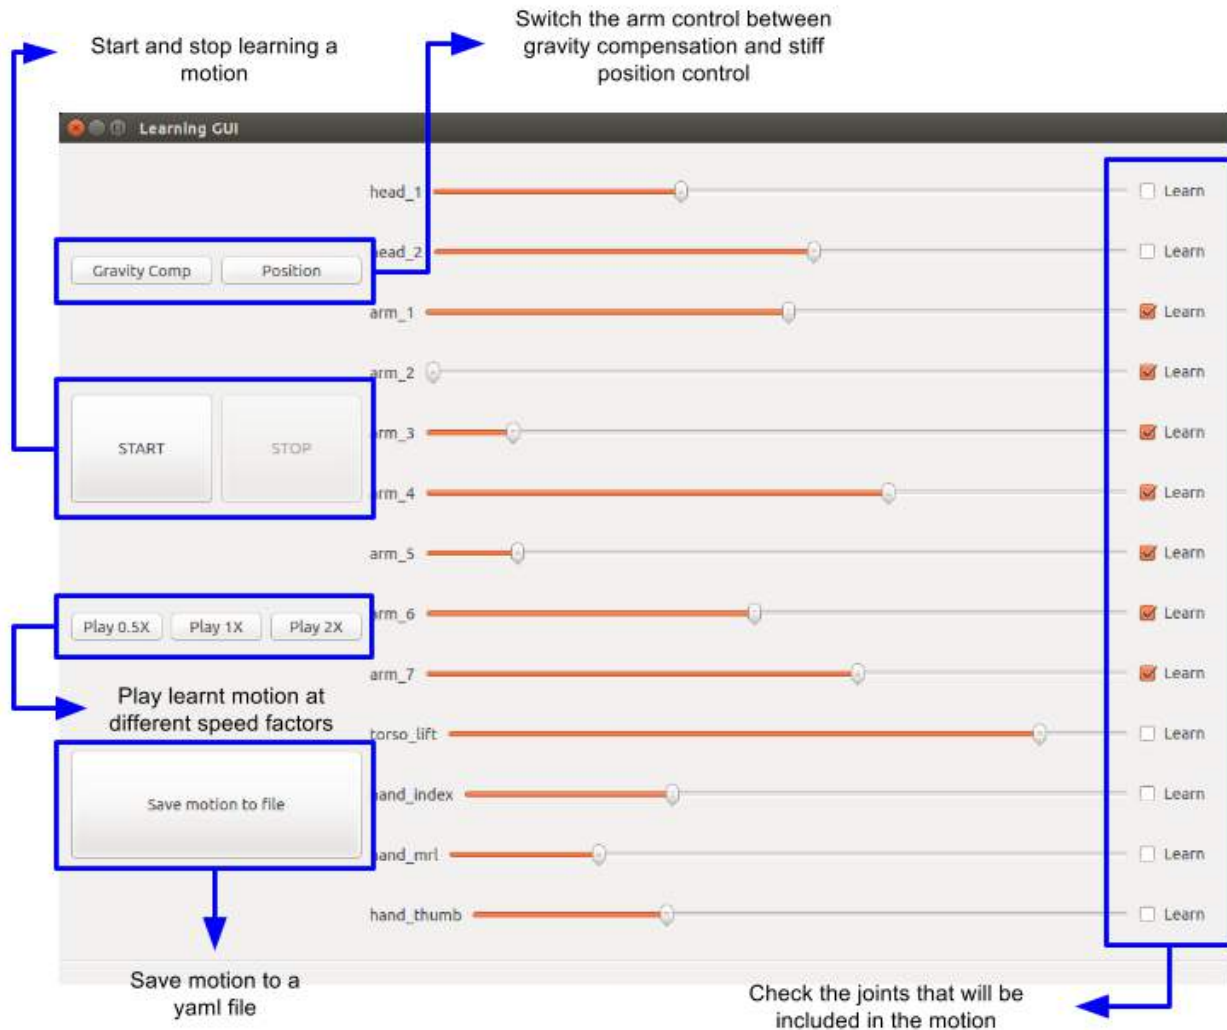 Start and stop learning a
motion
Switch the arm control between
gravity compensation and stiff
position control
Learning GUI
head_1
Learn
head_2
Learn
Gravity Comp
Position
arm_1
Learn
arm_2
Learn
START
STOP
arm_3
Learn
arm_4
Learn
arm_5
Learn
Play 0.5X
Play 1X
Play 2X
arm_6
Learn
arm_7
Learn
Play learnt motion at
different speed factors
torso_lift
Learn
Save motion to file
hand_index
Learn
hand_mrl
Learn
hand_thumb
Learn
Save motion to a
yaml file
Check the joints that will be
included in the motion